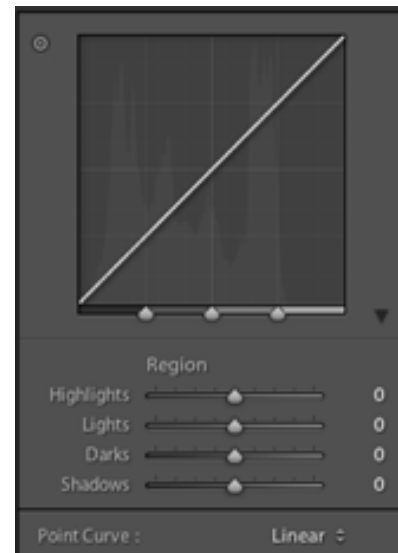 Region
Highlights 0
Lights 0
Darks 0
Shadows 0
Point Curve : Linear